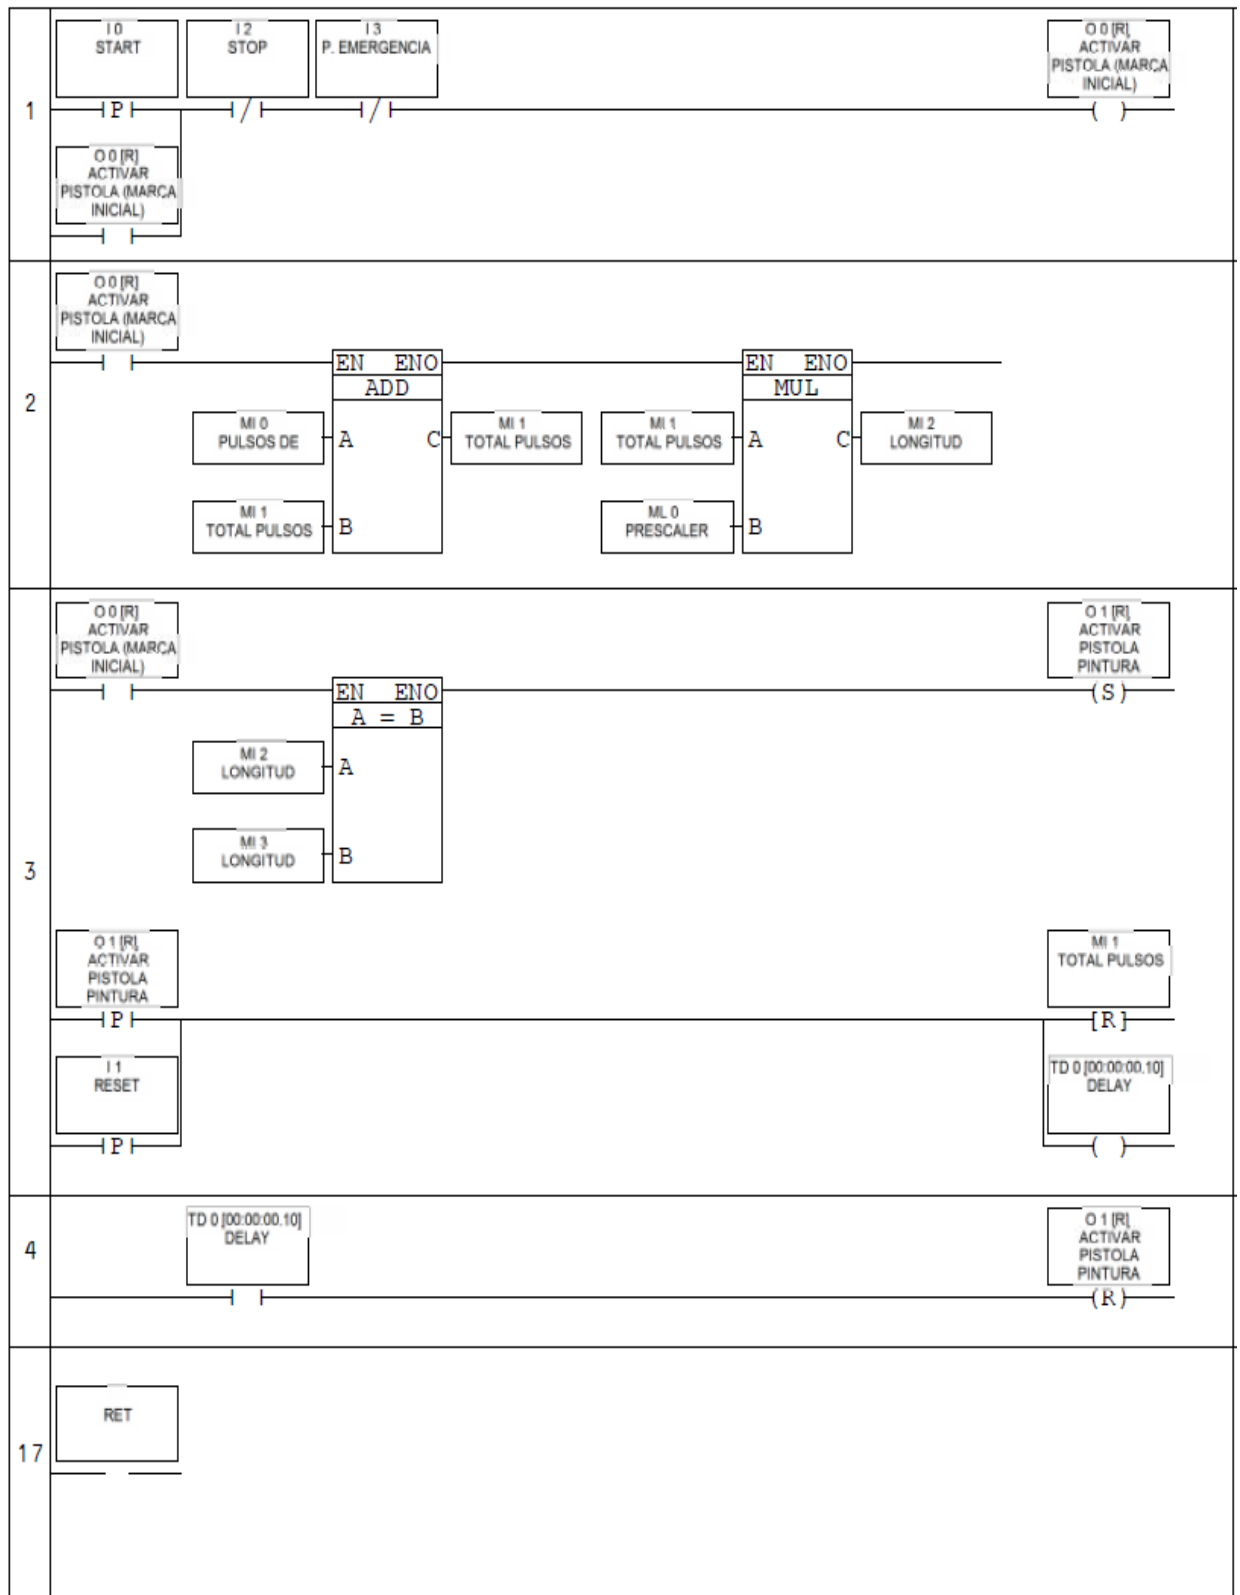 I 0
START
I 2
STOP
I 3
P. EMERGENCIA
O 0 [R]
ACTIVAR
PISTOLA (MARCA
INICIAL)
1
P
/
/
( )
O 0 [R]
ACTIVAR
PISTOLA (MARCA
INICIAL)
O 0 [R]
ACTIVAR
PISTOLA (MARCA
INICIAL)
2
EN ENO
ADD
EN ENO
MUL
MI 0
PULSOS DE
A
C
MI 1
TOTAL PULSOS
MI 1
TOTAL PULSOS
A
C
MI 2
LONGITUD
MI 1
TOTAL PULSOS
B
ML 0
PRESCALER
B
O 0 [R]
ACTIVAR
PISTOLA (MARCA
INICIAL)
O 1 [R]
ACTIVAR
PISTOLA
PINTURA
EN ENO
A = B
(S)
MI 2
LONGITUD
A
MI 3
LONGITUD
B
3
O 1 [R]
ACTIVAR
PISTOLA
PINTURA
MI 1
TOTAL PULSOS
P
[R]
I 1
RESET
TD 0 [00:00:00.10]
DELAY
P
( )
4
TD 0 [00:00:00.10]
DELAY
O 1 [R]
ACTIVAR
PISTOLA
PINTURA
(R)
RET
17